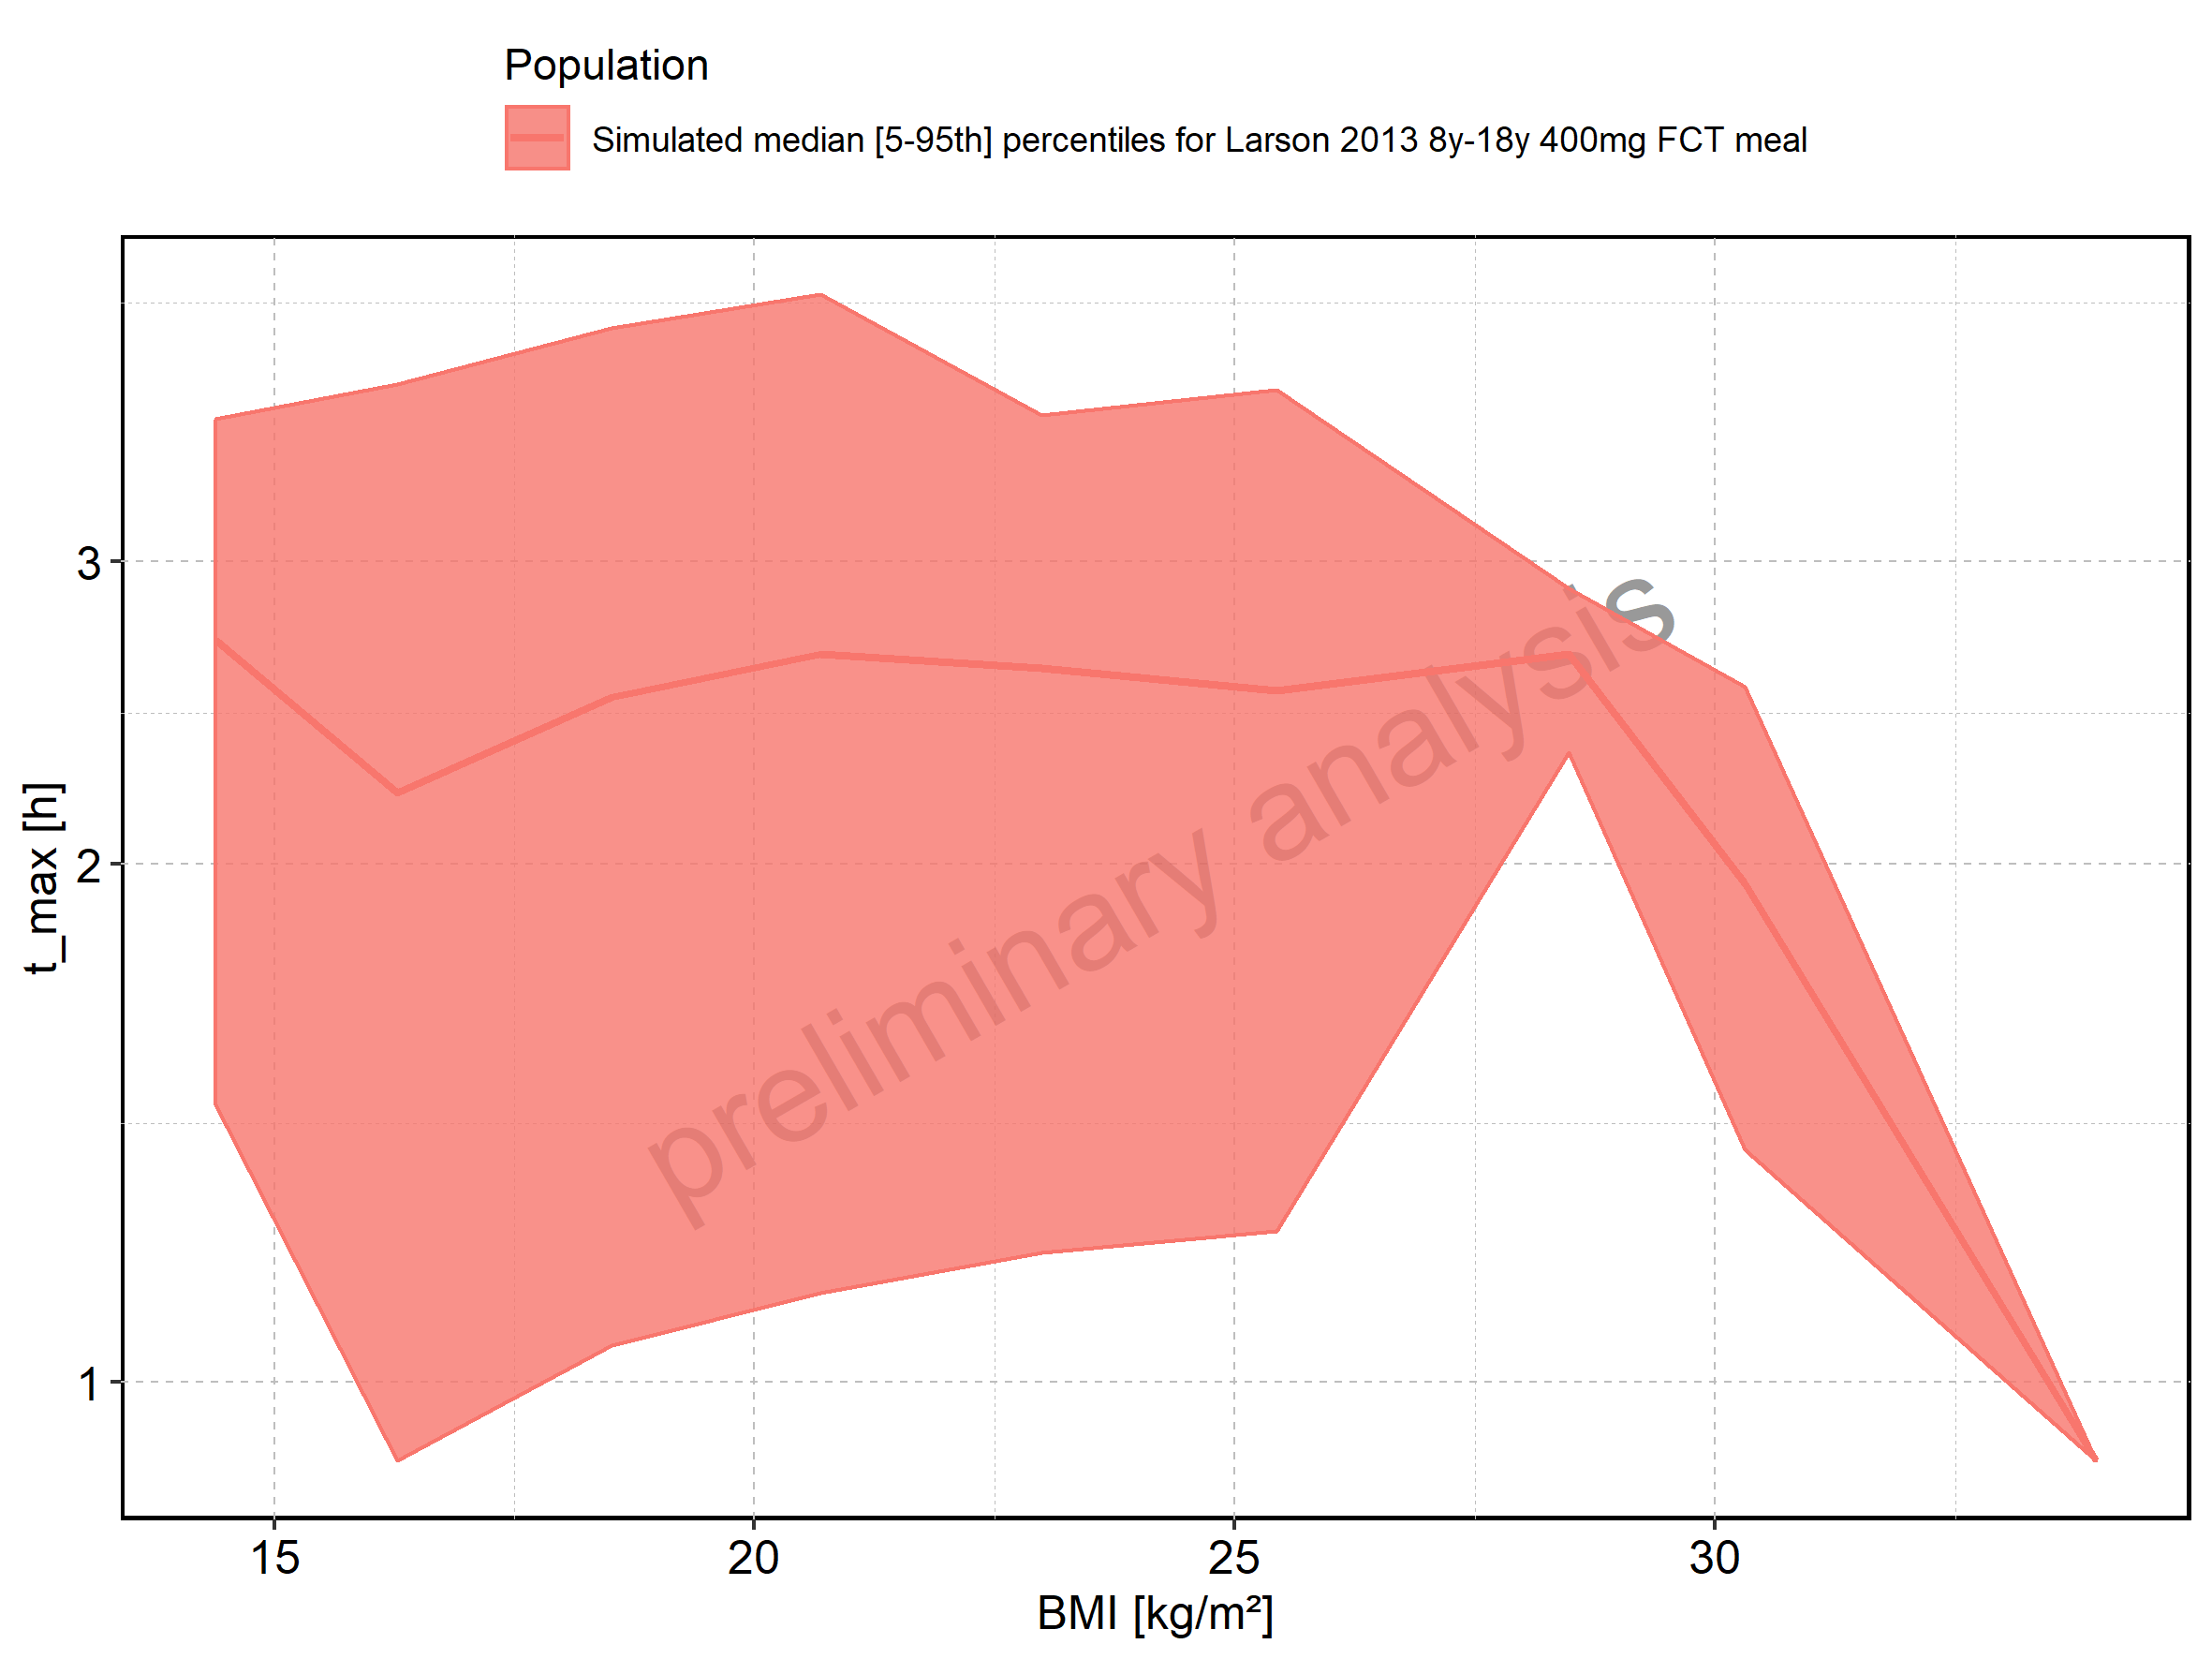 Population
Simulated median [5-95th] percentiles for Larson 2013 8y-18y 400mg FCT meal
3
2
1
t_max [h]
preliminary analysis
15 20 25 30
BMI [kg/m²]